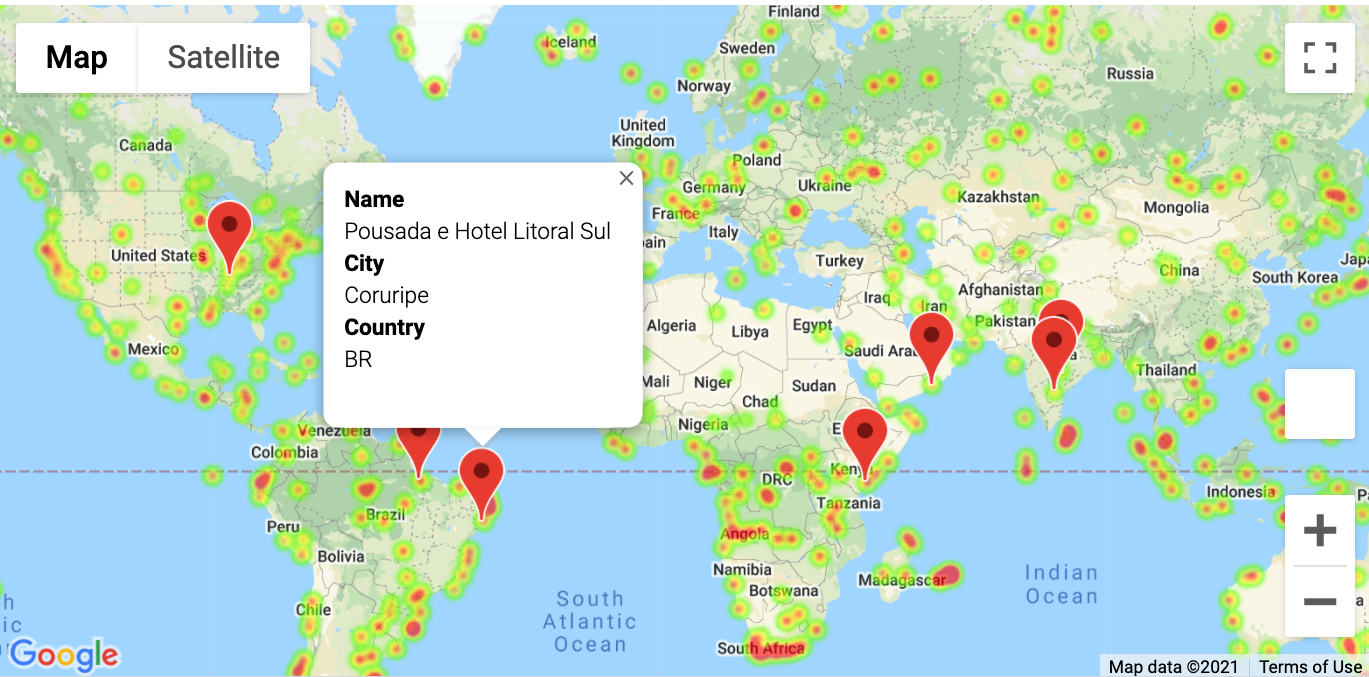 Map
Satellite
Finland
Iceland
Sweden
Norway
Russia
United
Kingdom
Canada
Poland
Name
Germany
Ukraine
Kazakhstan
Pousada e Hotel Litoral Sul
France
Mongolia
City
Italy
United States
Turkey
China
Japa
South Korea
Coruripe
Afghanistan
Iraq
Iran
Country
Algeria
Libya
Egypt
Pakistan
Mexico
BR
Saudi Ara
Thailand
Mali
Niger
Sudan
Chad
Nigeria
Venezuela
Colombia
Kenya
DRC
Indonesia
Tanzania
Brazil
Peru
Angola
Bolivia
Namibia
Madagascar
Indian
Ocean
Botswana
South
Atlantic
Ocean
Chile
South Africa
Google
Map data ©2021
Terms of Use